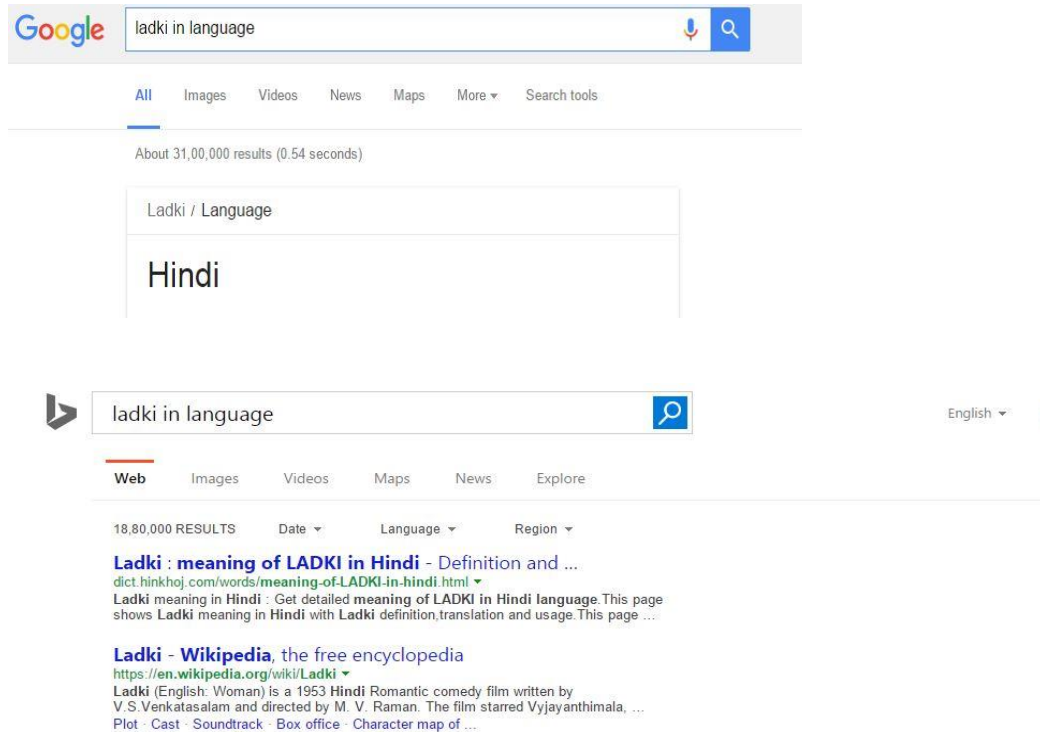 Google ladki in language
All Images Videos News Maps More Search tools
About 31,00,000 results (0.54 seconds)
Ladki / Language
Hindi
ladki in language English
Web Images Videos Maps News Explore
18,80,000 RESULTS Date Language Region
Ladki : meaning of LADKI in Hindi - Definition and ...
dict.hinkhoj.com/words/meaning-of-LADKI-in-hindi.html
Ladki meaning in Hindi : Get detailed meaning of LADKI in Hindi language.This page
shows Ladki meaning in Hindi with Ladki definition,translation and usage.This page ...
Ladki - Wikipedia, the free encyclopedia
https://en.wikipedia.org/wiki/Ladki
Ladki (English: Woman) is a 1953 Hindi Romantic comedy film written by
V.S.Venkatasalam and directed by M. V. Raman. The film starred Vyjayanthimala, ...
Plot · Cast · Soundtrack · Box office · Character map of ...